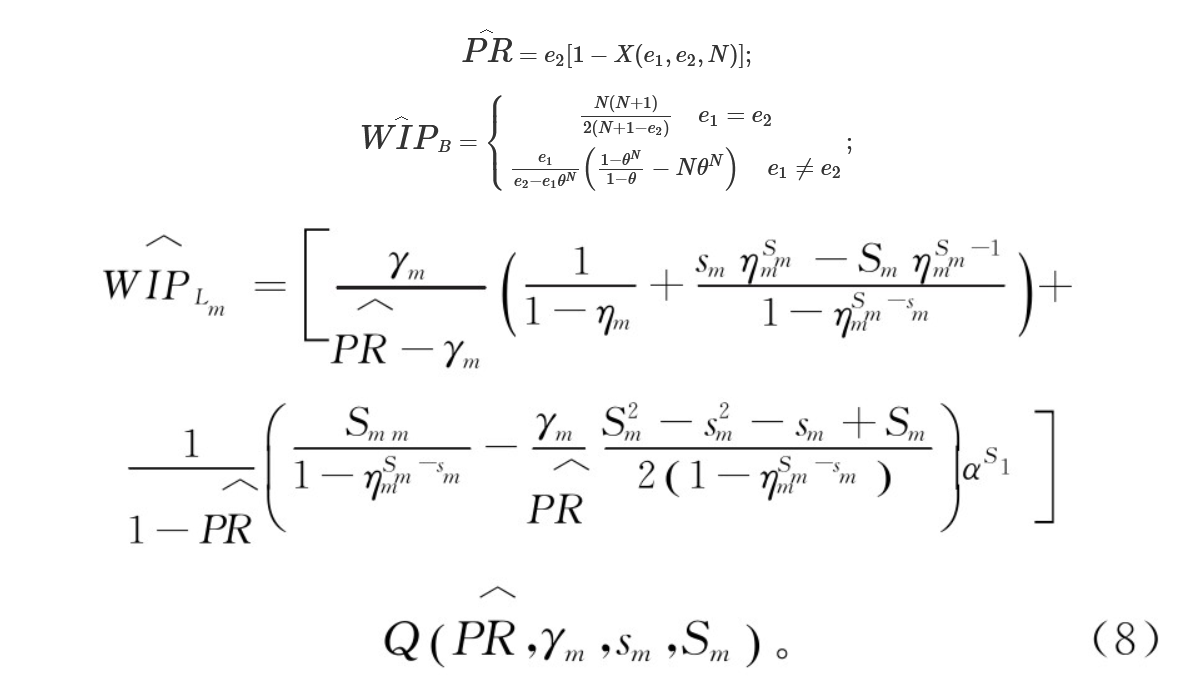 $\widehat{PR} = e_2[1 - X(e_1, e_2, N)];$
$\widehat{WIP}_B = \begin{cases} \frac{N(N+1)}{2(N+1-e_2)} & e_1 = e_2 \\ \frac{e_1}{e_2 - e_1\theta^N}\left(\frac{1-\theta^N}{1-\theta} - N\theta^N\right) & e_1 \neq e_2 \end{cases};$
$\widehat{WIP}_{L_m} = \left[ \frac{\gamma_m}{\widehat{PR} - \gamma_m} \left( \frac{1}{1-\eta_m} + \frac{s_m \eta_m^{S_m} - S_m \eta_m^{S_m - 1}}{1 - \eta_m^{S_m - s_m}} \right) + \right.$
$\left. \frac{1}{1-\widehat{PR}} \left( \frac{S_{m\,m}}{1-\eta_m^{S_m - s_m}} - \frac{\gamma_m}{\widehat{PR}} \frac{S_m^2 - s_m^2 - s_m + S_m}{2(1-\eta_m^{S_m - s_m})} \right) \alpha^{S_1} \right]$
$Q(\widehat{PR}, \gamma_m, s_m, S_m)$。 (8)